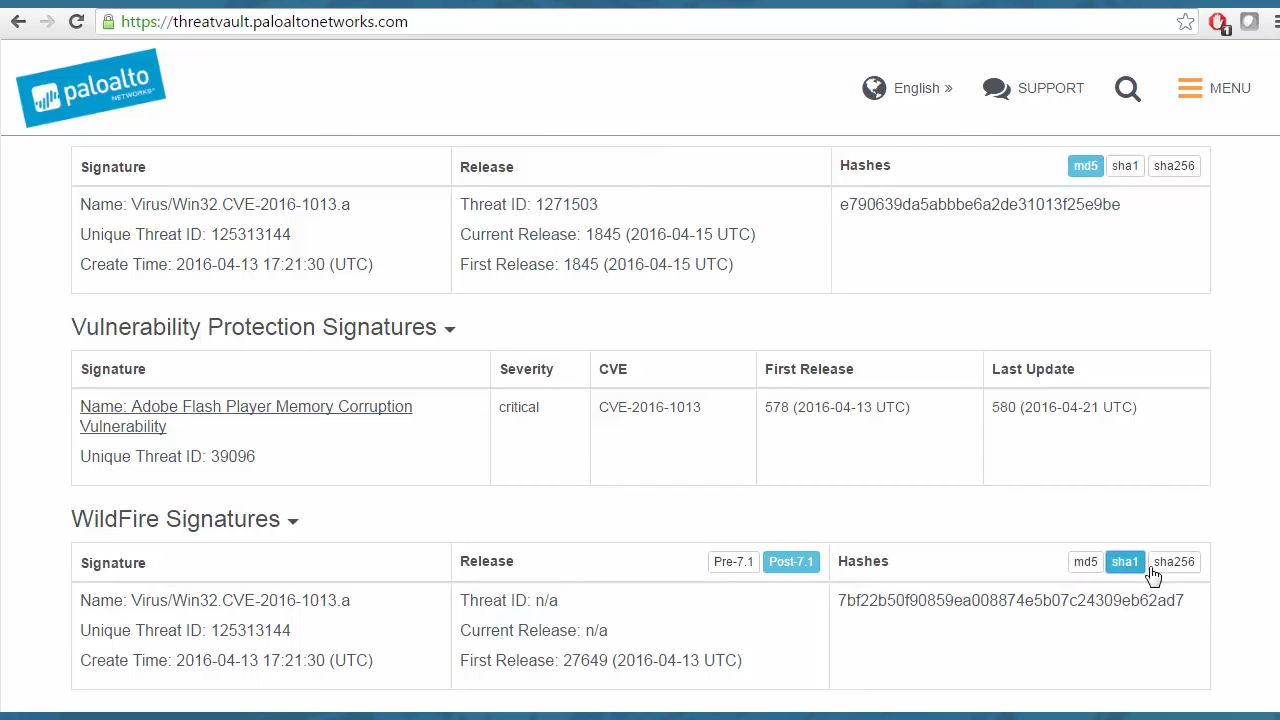 https://threatvault.paloaltonetworks.com
1
paloalto
NETWORKS
English »
SUPPORT
MENU
Signature
Release
Hashes
md5
sha1
sha256
Name: Virus/Win32.CVE-2016-1013.a
Threat ID: 1271503
e790639da5abbbe6a2de31013f25e9be
Unique Threat ID: 125313144
Current Release: 1845 (2016-04-15 UTC)
Create Time: 2016-04-13 17:21:30 (UTC)
First Release: 1845 (2016-04-15 UTC)
Vulnerability Protection Signatures
Signature
Severity
CVE
First Release
Last Update
Name: Adobe Flash Player Memory Corruption
Vulnerability
critical
CVE-2016-1013
578 (2016-04-13 UTC)
580 (2016-04-21 UTC)
Unique Threat ID: 39096
WildFire Signatures
Signature
Release
Pre-7.1
Post-7.1
Hashes
md5
sha1
sha256
Name: Virus/Win32.CVE-2016-1013.a
Threat ID: n/a
7bf22b50f90859ea008874e5b07c24309eb62ad7
Unique Threat ID: 125313144
Current Release: n/a
Create Time: 2016-04-13 17:21:30 (UTC)
First Release: 27649 (2016-04-13 UTC)